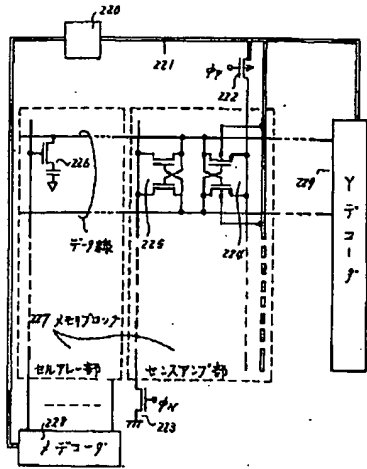 220
221
φP
222
226
225
224
229
Yデコーダ
データ線
227 メモリブロック
セルアレー部
センスアンプ部
228
メデコーダ
φN
223